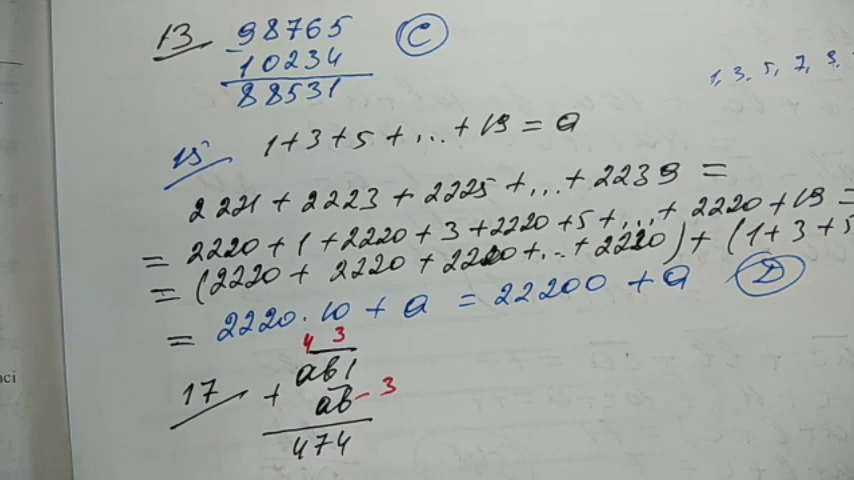 13 98765
- 10234
88531
C
1, 3, 5, 7, 9,
15 1+3+5+...+19=a
2221+2223+2225+...+2239=
=2220+1+2220+3+2220+5+...+2220+19=
=(2220+2220+2220+...+2220)+(1+3+5
=2220·10+a=22200+a D
4 3
17 ab1
+ ab - 3
474
nci